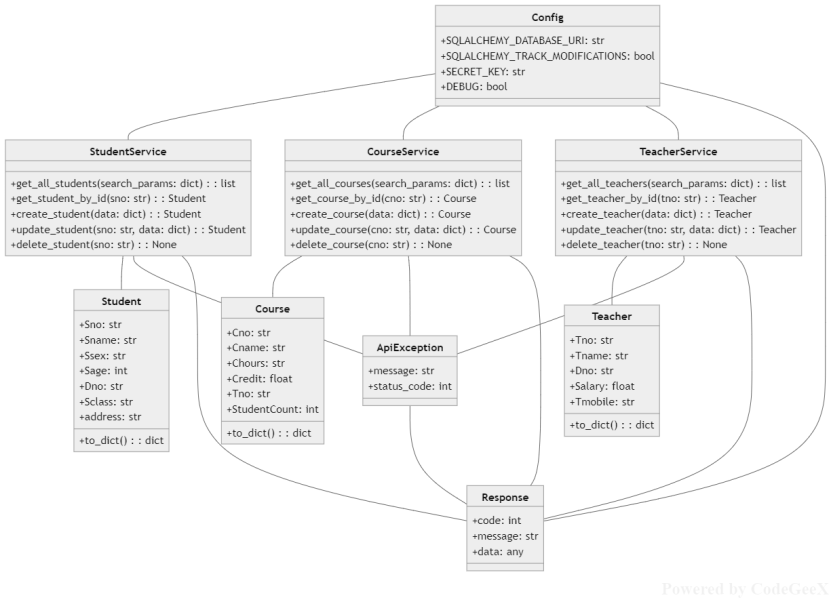 Config
+SQLALCHEMY_DATABASE_URI: str
+SQLALCHEMY_TRACK_MODIFICATIONS: bool
+SECRET_KEY: str
+DEBUG: bool
StudentService
+get_all_students(search_params: dict) : : list
+get_student_by_id(sno: str) : : Student
+create_student(data: dict) : : Student
+update_student(sno: str, data: dict) : : Student
+delete_student(sno: str) : : None
CourseService
+get_all_courses(search_params: dict) : : list
+get_course_by_id(cno: str) : : Course
+create_course(data: dict) : : Course
+update_course(cno: str, data: dict) : : Course
+delete_course(cno: str) : : None
TeacherService
+get_all_teachers(search_params: dict) : : list
+get_teacher_by_id(tno: str) : : Teacher
+create_teacher(data: dict) : : Teacher
+update_teacher(tno: str, data: dict) : : Teacher
+delete_teacher(tno: str) : : None
Student
+Sno: str
+Sname: str
+Ssex: str
+Sage: int
+Dno: str
+Sclass: str
+address: str
+to_dict() : : dict
Course
+Cno: str
+Cname: str
+Chours: str
+Credit: float
+Tno: str
+StudentCount: int
+to_dict() : : dict
ApiException
+message: str
+status_code: int
Teacher
+Tno: str
+Tname: str
+Dno: str
+Salary: float
+Tmobile: str
+to_dict() : : dict
Response
+code: int
+message: str
+data: any
Powered by CodeGeeX